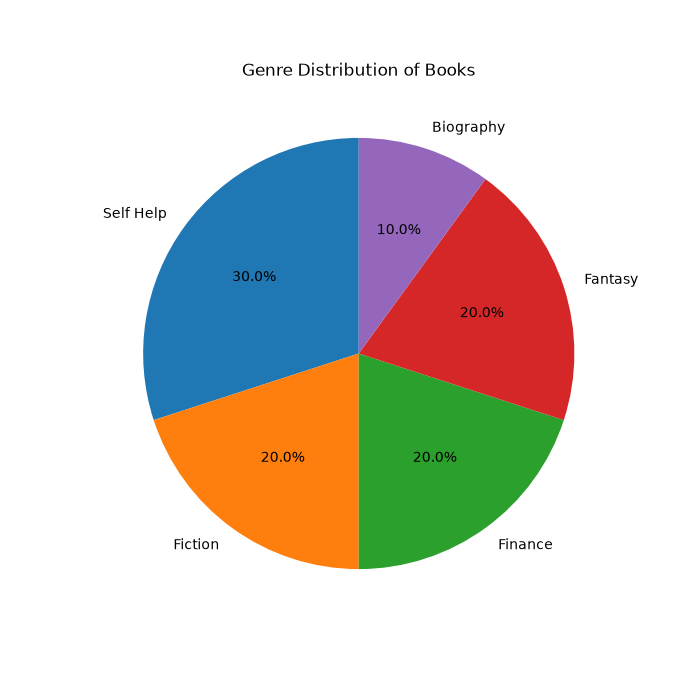 Genre Distribution of Books
Biography
Self Help
10.0%
30.0%
Fantasy
20.0%
20.0%
20.0%
Fiction
Finance